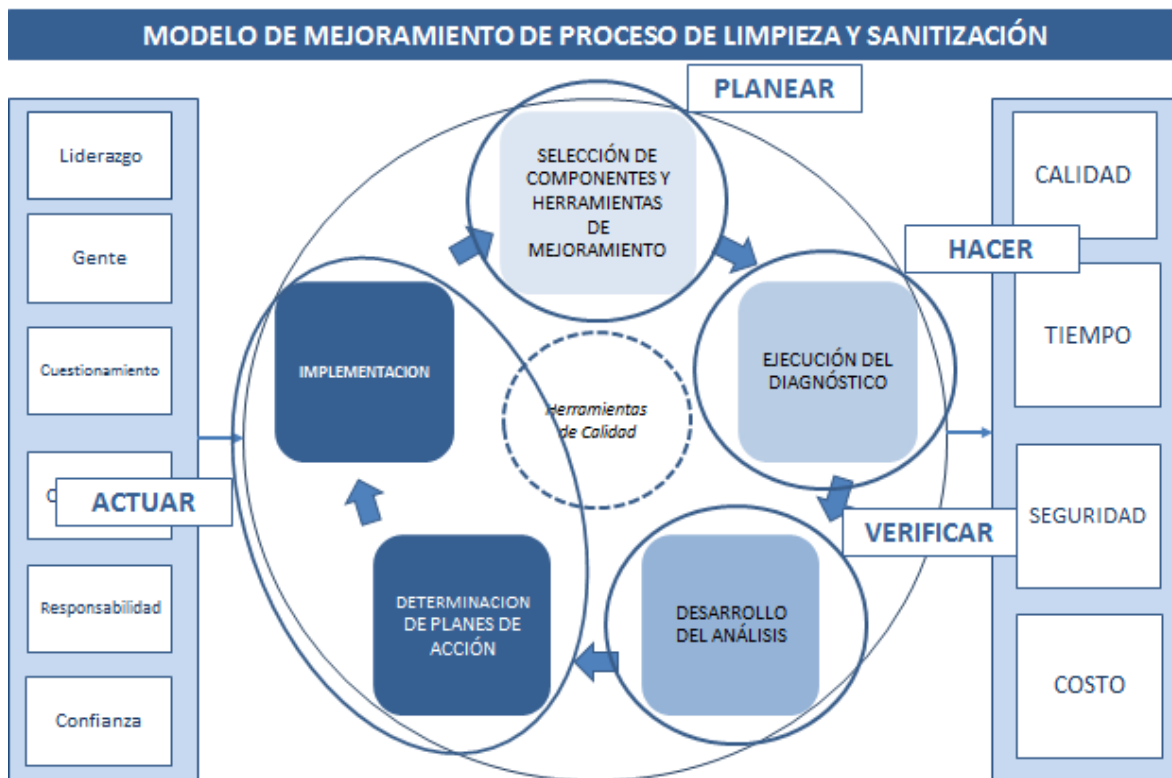 MODELO DE MEJORAMIENTO DE PROCESO DE LIMPIEZA Y SANITIZACIÓN
PLANEAR
Liderazgo
Gente
Cuestionamiento
ACTUAR
Responsabilidad
Confianza
SELECCIÓN DE
COMPONENTES Y
HERRAMIENTAS
DE
MEJORAMIENTO
IMPLEMENTACION
Herramientas
de Calidad
EJECUCIÓN DEL
DIAGNÓSTICO
DETERMINACION
DE PLANES DE
ACCIÓN
DESARROLLO
DEL ANÁLISIS
CALIDAD
HACER
TIEMPO
VERIFICAR
SEGURIDAD
COSTO